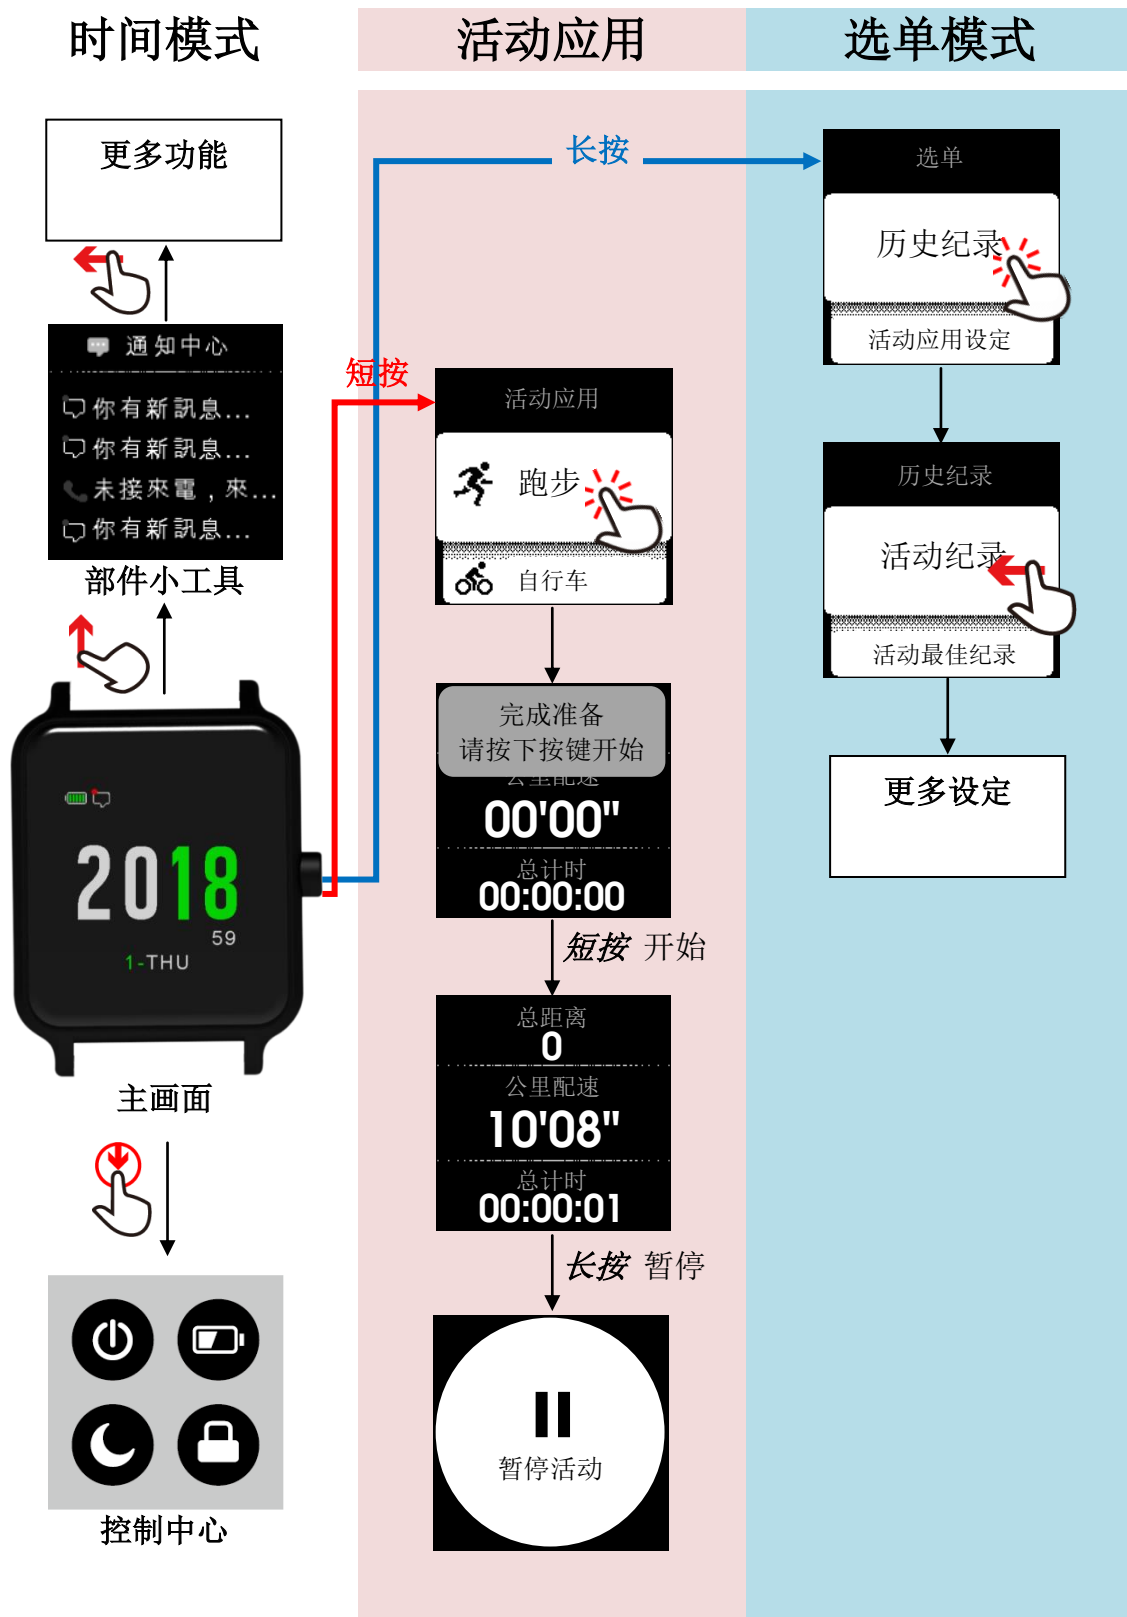 时间模式
活动应用
选单模式
更多功能
通知中心
你有新訊息...
你有新訊息...
未接來電，來...
你有新訊息...
部件小工具
2018
59
1-THU
主画面
控制中心
长按
短按
活动应用
跑步
自行车
完成准备
请按下按键开始
公里配速
00'00"
总计时
00:00:00
短按 开始
总距离
0
公里配速
10'08"
总计时
00:00:01
长按 暂停
暂停活动
选单
历史纪录
活动应用设定
历史纪录
活动纪录
活动最佳纪录
更多设定